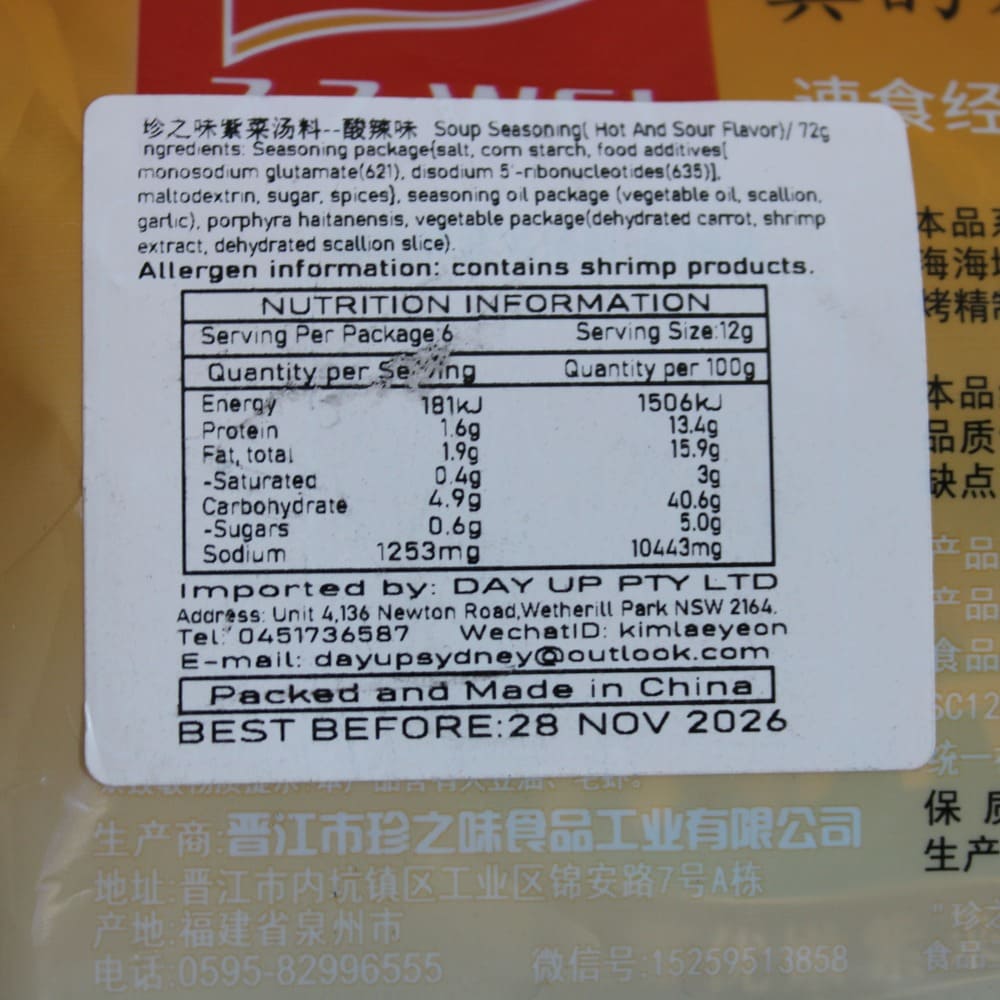 速食经
珍之味紫菜汤料--酸辣味 Soup Seasoning( Hot And Sour Flavor)/ 72g
ngredients: Seasoning package{salt, corn starch, food additives[
monosodium glutamate(621), disodium 5'-ribonucleotides(635)],
maltodextrin, sugar, spices}, seasoning oil package (vegetable oil, scallion,
garlic), porphyra haitanensis, vegetable package(dehydrated carrot, shrimp
extract, dehydrated scallion slice).
Allergen information: contains shrimp products.
NUTRITION INFORMATION
Serving Per Package:6 Serving Size:12g
Quantity per Serving Quantity per 100g
Energy 181kJ 1506kJ
Protein 1.6g 13.4g
Fat, total 1.9g 15.9g
-Saturated 0.4g 3g
Carbohydrate 4.9g 40.6g
-Sugars 0.6g 5.0g
Sodium 1253mg 10443mg
Imported by: DAY UP PTY LTD
Address: Unit 4,136 Newton Road,Wetherill Park NSW 2164.
Tel: 0451736587 WechatID: kimlaeyeon
E-mail: dayupsydney@outlook.com
Packed and Made in China
BEST BEFORE:28 NOV 2026
生产商:晋江市珍之味食品工业有限公司
地址:晋江市内坑镇区工业区锦安路7号A栋
产地:福建省泉州市
电话:0595-82996555 微信号:15259513858
本品
海海
烤精
本品
品质
缺点
产品
产品
食品
SC12
统一
保 质
生产
"珍之
食品